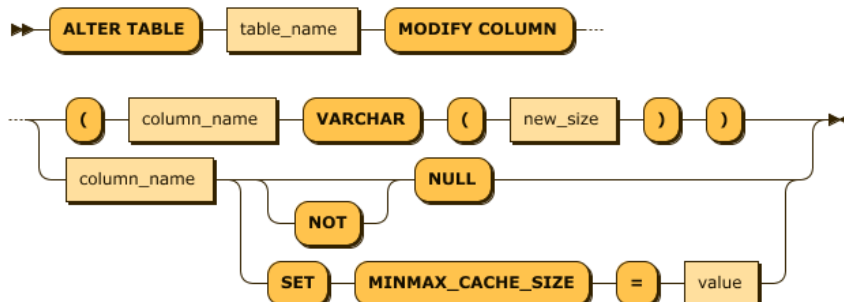 ALTER TABLE table_name MODIFY COLUMN
( column_name VARCHAR ( new_size ) )
column_name NULL
NOT
SET MINMAX_CACHE_SIZE = value